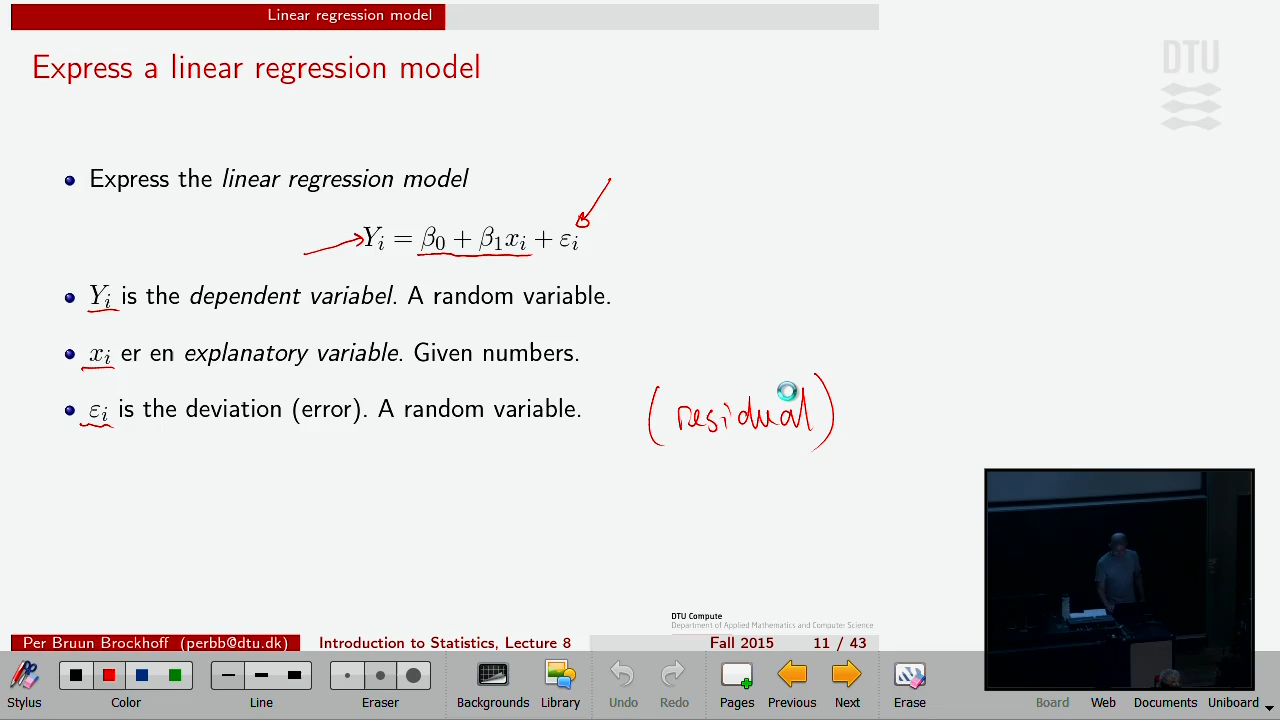 Linear regression model
Express a linear regression model
DTU
Express the linear regression model
Yᵢ = β₀ + β₁xᵢ + εᵢ
Yᵢ is the dependent variabel. A random variable.
xᵢ er en explanatory variable. Given numbers.
εᵢ is the deviation (error). A random variable.
(residual)
DTU Compute
Department of Applied Mathematics and Computer Science
Per Bruun Brockhoff (perbb@dtu.dk) Introduction to Statistics, Lecture 8 Fall 2015 11 / 43
Stylus Color Line Eraser Backgrounds Library Undo Redo Pages Previous Next Erase Board Web Documents Uniboard